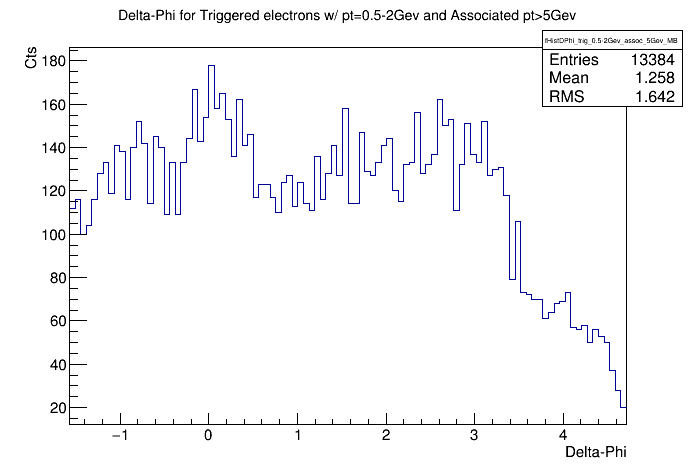 Delta-Phi for Triggered electrons w/ pt=0.5-2Gev and Associated pt>5Gev
fHistDPhi_trig_0.5-2Gev_assoc_5Gev_MB
Entries 13384
Mean 1.258
RMS 1.642
Cts
180
160
140
120
100
80
60
40
20
−1 0 1 2 3 4
Delta-Phi